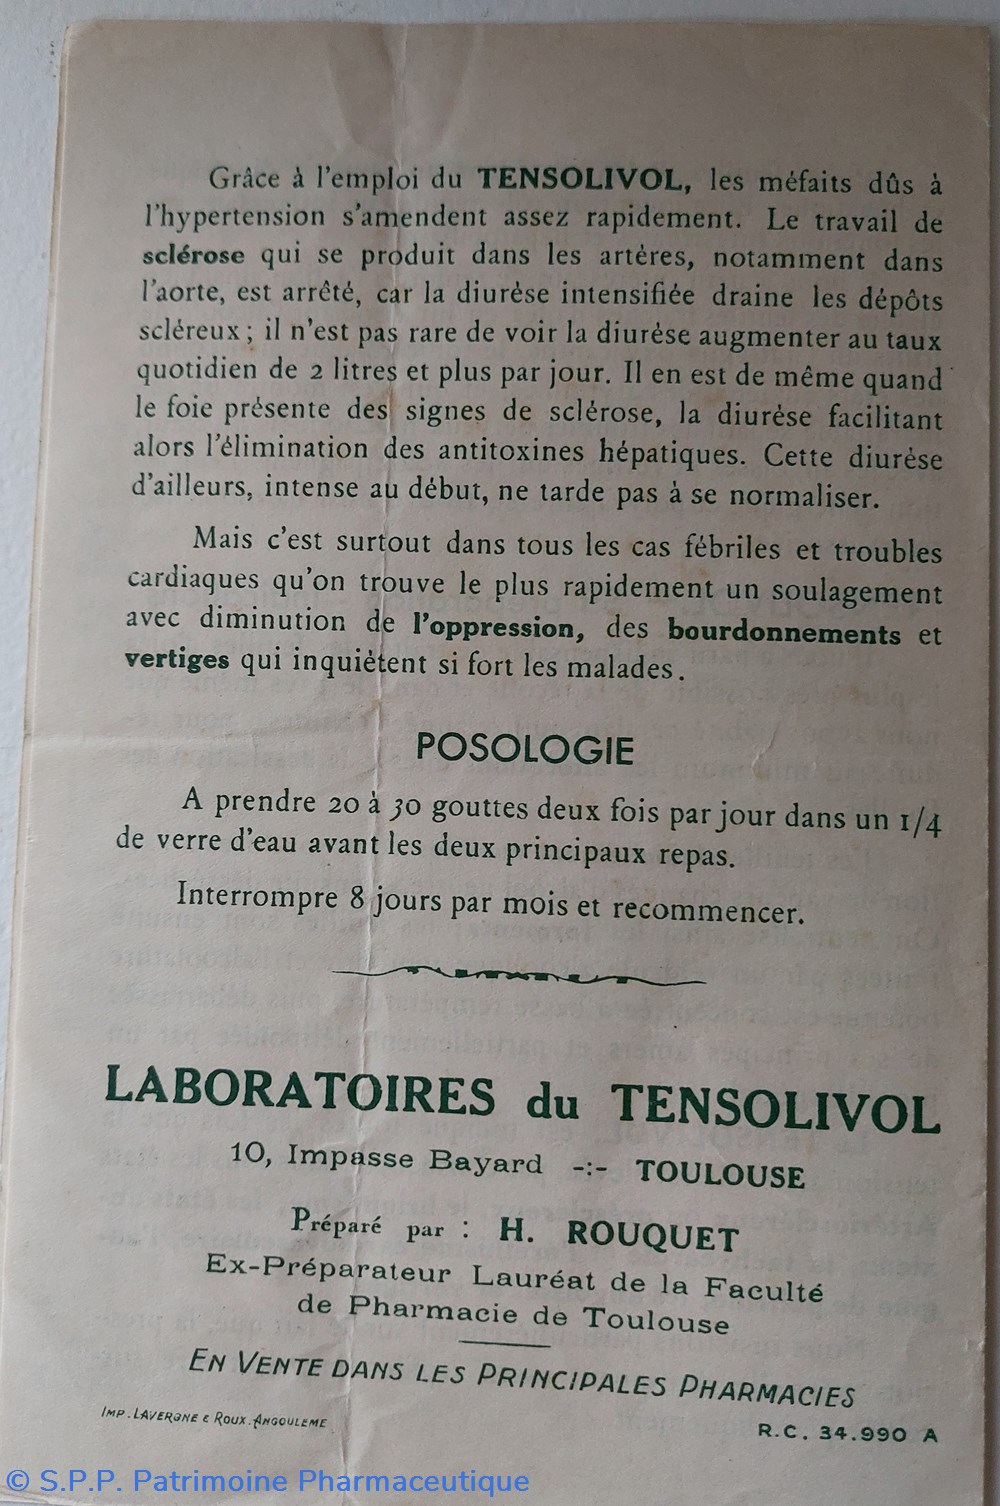 Grâce à l'emploi du TENSOLIVOL, les méfaits dûs à
l'hypertension s'amendent assez rapidement. Le travail de
sclérose qui se produit dans les artères, notamment dans
l'aorte, est arrêté, car la diurèse intensifiée draine les dépôts
scléreux ; il n'est pas rare de voir la diurèse augmenter au taux
quotidien de 2 litres et plus par jour. Il en est de même quand
le foie présente des signes de sclérose, la diurèse facilitant
alors l'élimination des antitoxines hépatiques. Cette diurèse
d'ailleurs, intense au début, ne tarde pas à se normaliser.
Mais c'est surtout dans tous les cas fébriles et troubles
cardiaques qu'on trouve le plus rapidement un soulagement
avec diminution de l'oppression, des bourdonnements et
vertiges qui inquiètent si fort les malades.
POSOLOGIE
A prendre 20 à 30 gouttes deux fois par jour dans un 1/4
de verre d'eau avant les deux principaux repas.
Interrompre 8 jours par mois et recommencer.
LABORATOIRES du TENSOLIVOL
10, Impasse Bayard -:- TOULOUSE
Préparé par : H. ROUQUET
Ex-Préparateur Lauréat de la Faculté
de Pharmacie de Toulouse
EN VENTE DANS LES PRINCIPALES PHARMACIES
IMP. LAVERGNE & ROUX. ANGOULEME
R.C. 34.990 A
© S.P.P. Patrimoine Pharmaceutique